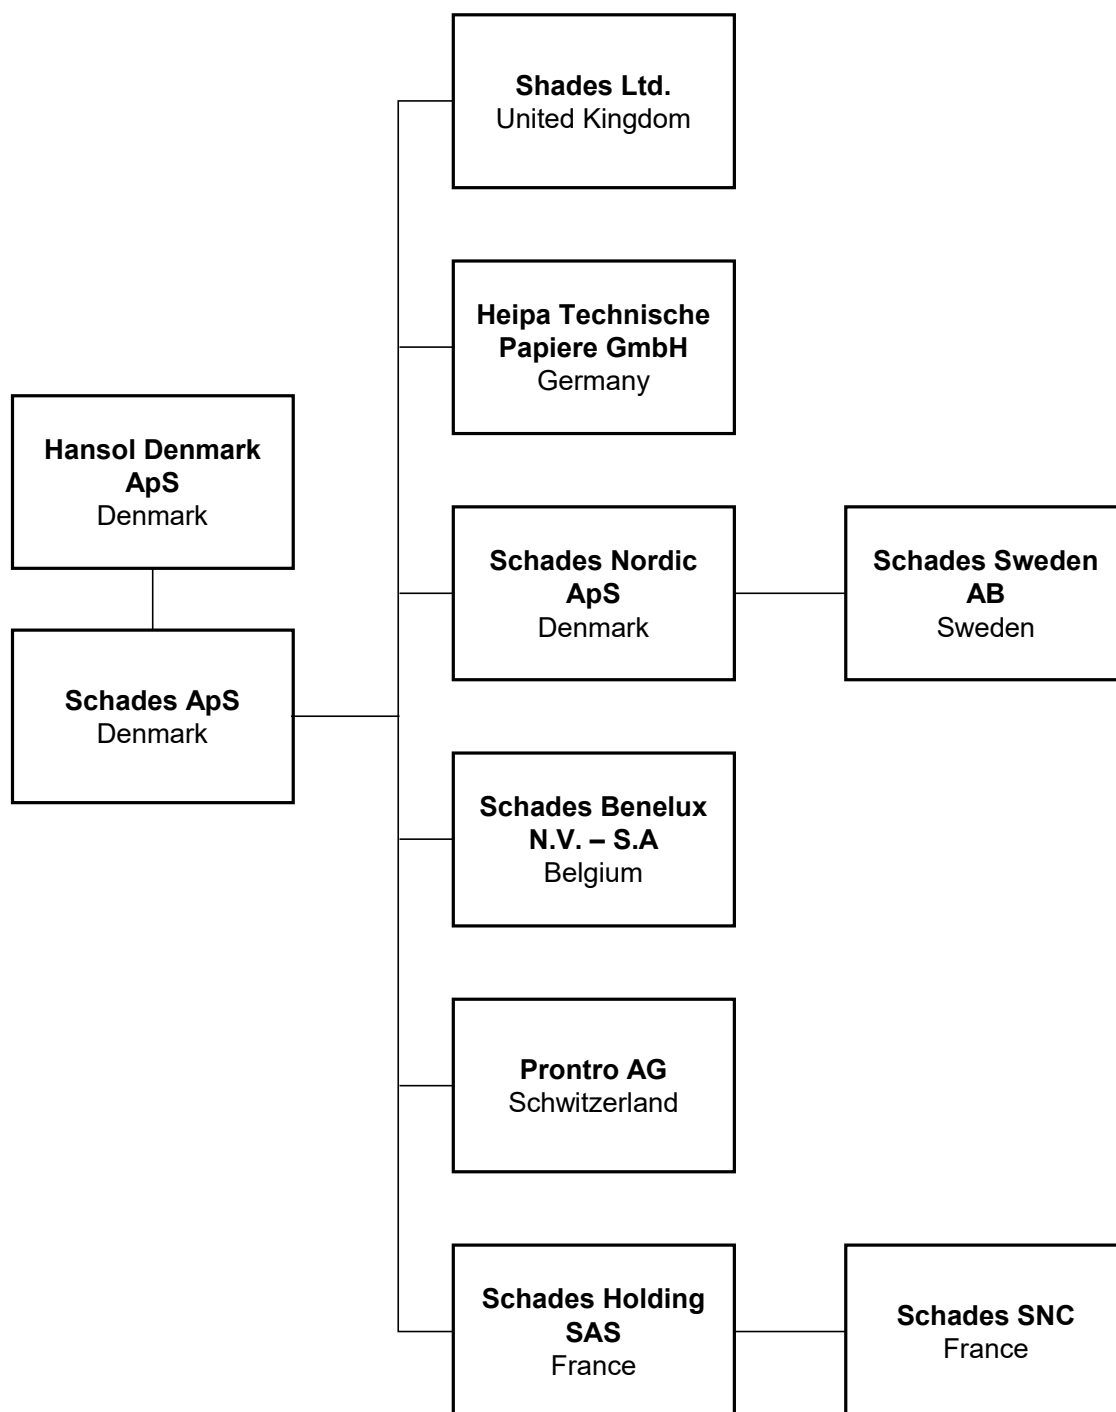 Shades Ltd.
United Kingdom
Heipa Technische
Papiere GmbH
Germany
Hansol Denmark
ApS
Denmark
Schades Nordic
ApS
Denmark
Schades Sweden
AB
Sweden
Schades ApS
Denmark
Schades Benelux
N.V. – S.A
Belgium
Prontro AG
Schwitzerland
Schades Holding
SAS
France
Schades SNC
France